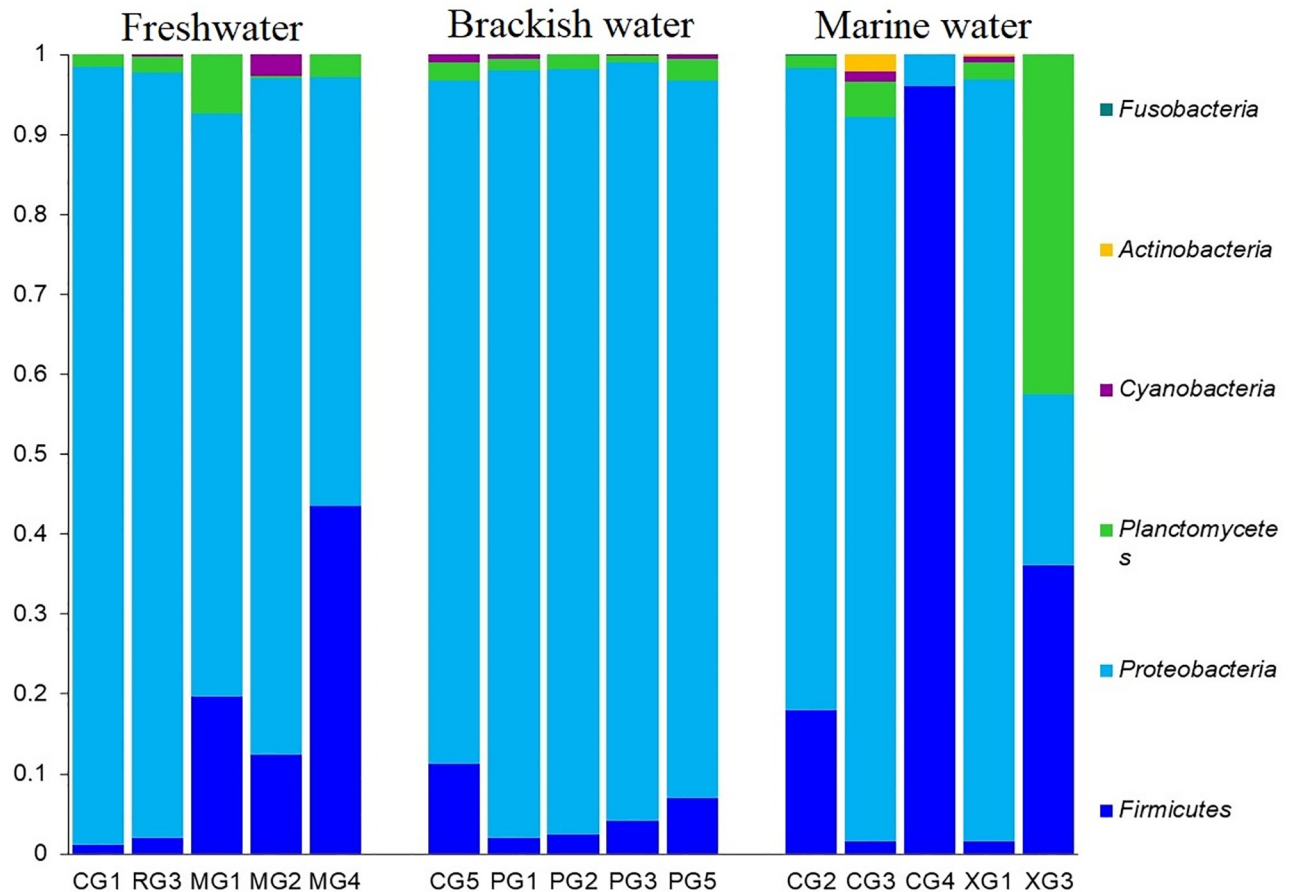 Freshwater
Brackish water
Marine water
1
0.9
0.8
0.7
0.6
0.5
0.4
0.3
0.2
0.1
0
CG1 RG3 MG1 MG2 MG4
CG5 PG1 PG2 PG3 PG5
CG2 CG3 CG4 XG1 XG3
Fusobacteria
Actinobacteria
Cyanobacteria
Planctomycete
s
Proteobacteria
Firmicutes